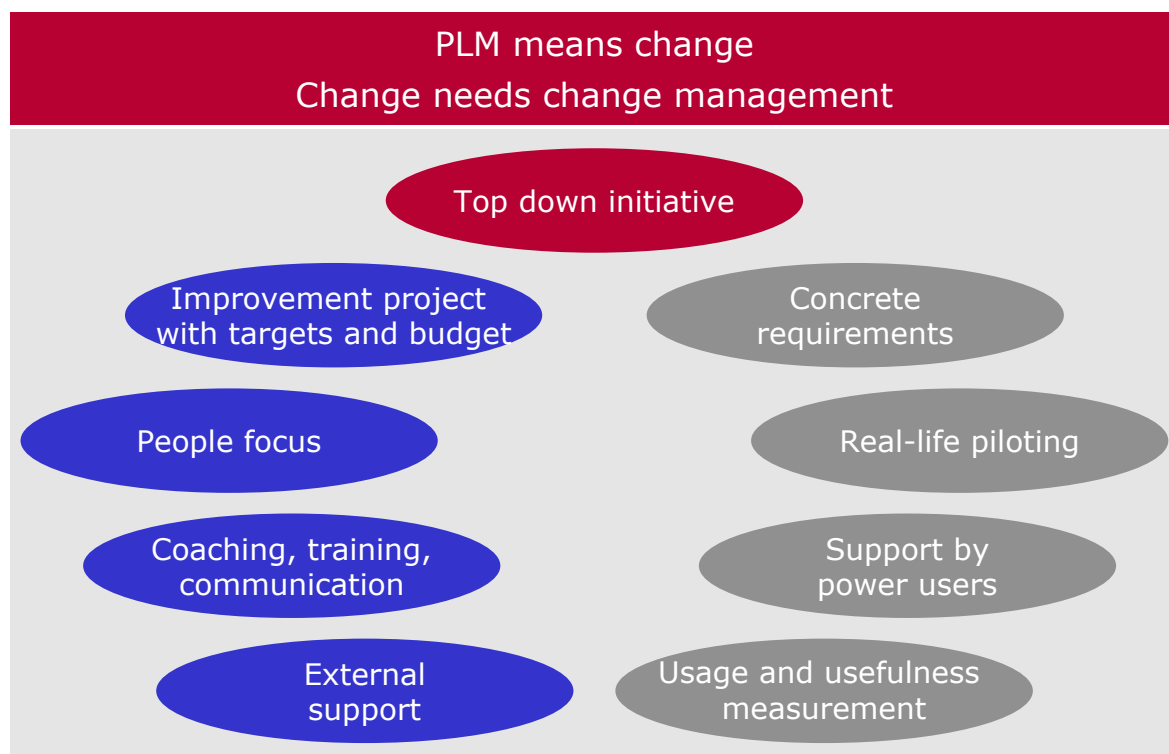 PLM means change
Change needs change management
Top down initiative
Improvement project
with targets and budget
Concrete
requirements
People focus
Real-life piloting
Coaching, training,
communication
Support by
power users
External
support
Usage and usefulness
measurement